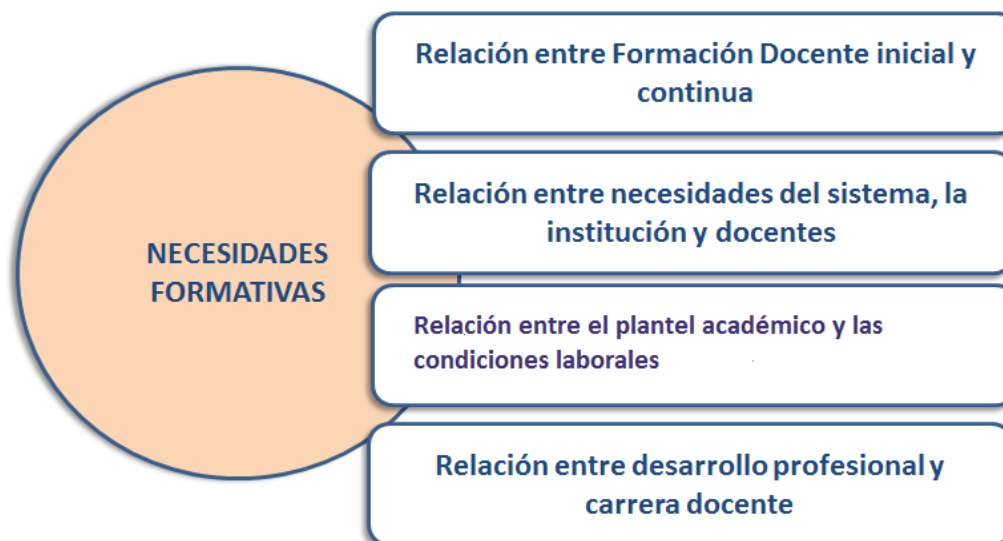 Relación entre Formación Docente inicial y
continua
Relación entre necesidades del sistema, la
institución y docentes
NECESIDADES
FORMATIVAS
Relación entre el plantel académico y las
condiciones laborales
Relación entre desarrollo profesional y
carrera docente